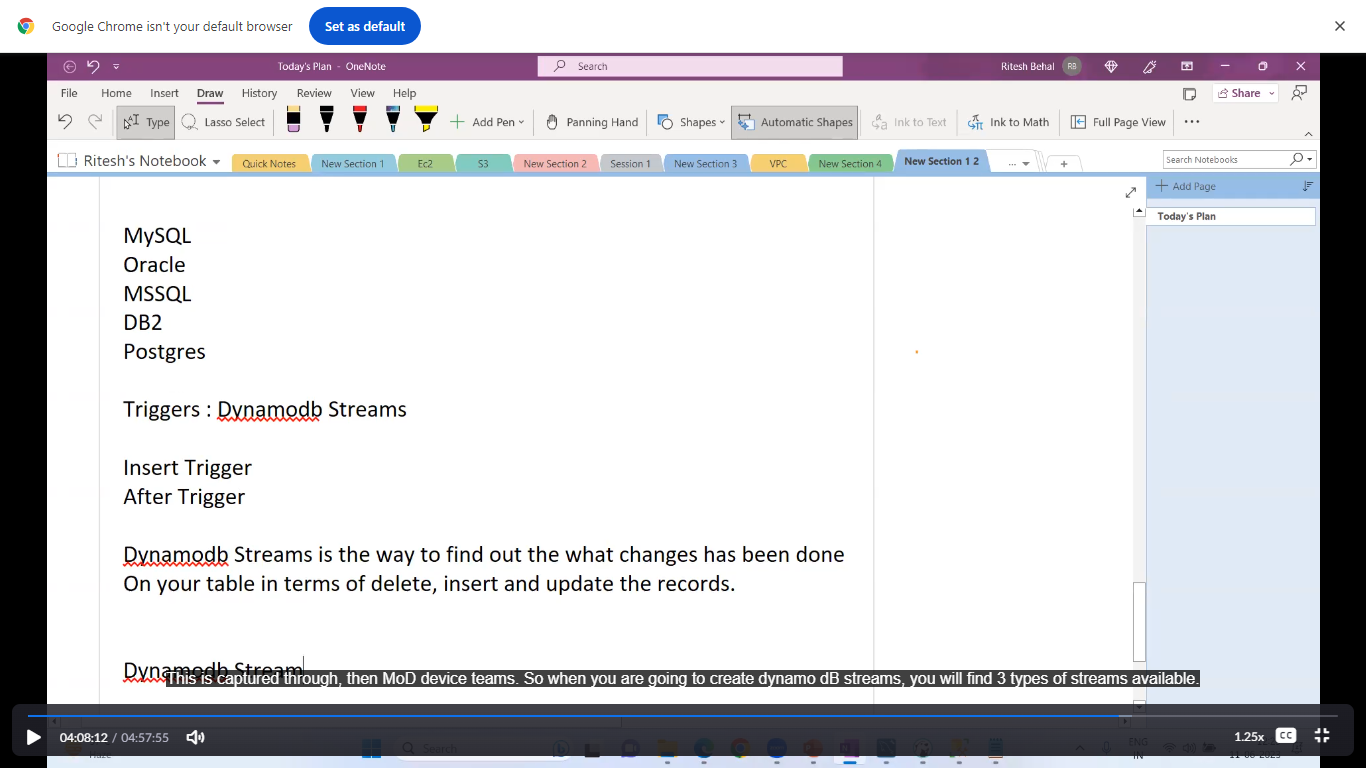 Google Chrome isn't your default browser
Set as default
Today's Plan - OneNote
Search
Ritesh Behal
RB
File Home Insert Draw History Review View Help
Share
Type
Lasso Select
Add Pen
Panning Hand
Shapes
Automatic Shapes
Ink to Text
Ink to Math
Full Page View
Ritesh's Notebook
Quick Notes
New Section 1
Ec2
S3
New Section 2
Session 1
New Section 3
VPC
New Section 4
New Section 1 2
...
Search Notebooks
Add Page
Today's Plan
MySQL
Oracle
MSSQL
DB2
Postgres
Triggers : Dynamodb Streams
Insert Trigger
After Trigger
Dynamodb Streams is the way to find out the what changes has been done
On your table in terms of delete, insert and update the records.
Dynamodb Stream
This is captured through, then MoD device teams. So when you are going to create dynamo dB streams, you will find 3 types of streams available.
04:08:12 / 04:57:55
1.25x
CC
Search
ENG
IN
Haze